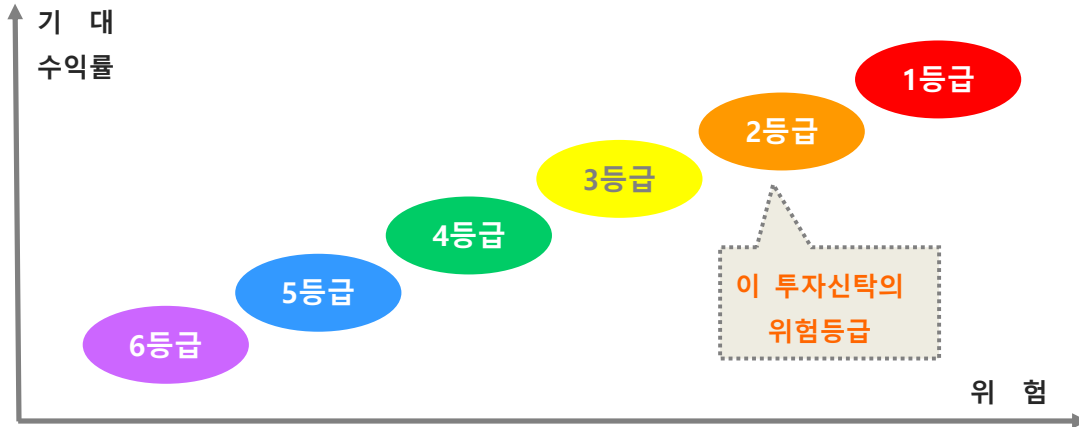 기 대
수익률
1등급
2등급
3등급
4등급
5등급
6등급
이 투자신탁의
위험등급
위 험